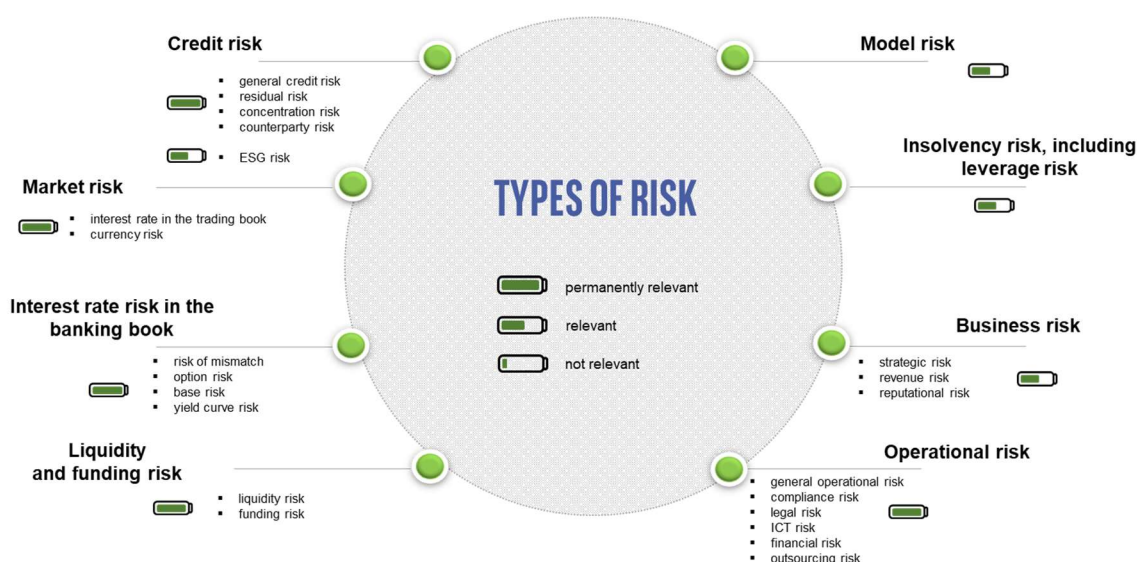 Credit risk
general credit risk
residual risk
concentration risk
counterparty risk
ESG risk
Market risk
interest rate in the trading book
currency risk
Interest rate risk in the
banking book
risk of mismatch
option risk
base risk
yield curve risk
Liquidity
and funding risk
liquidity risk
funding risk
TYPES OF RISK
permanently relevant
relevant
not relevant
Model risk
Insolvency risk, including
leverage risk
Business risk
strategic risk
revenue risk
reputational risk
Operational risk
general operational risk
compliance risk
legal risk
ICT risk
financial risk
outsourcing risk